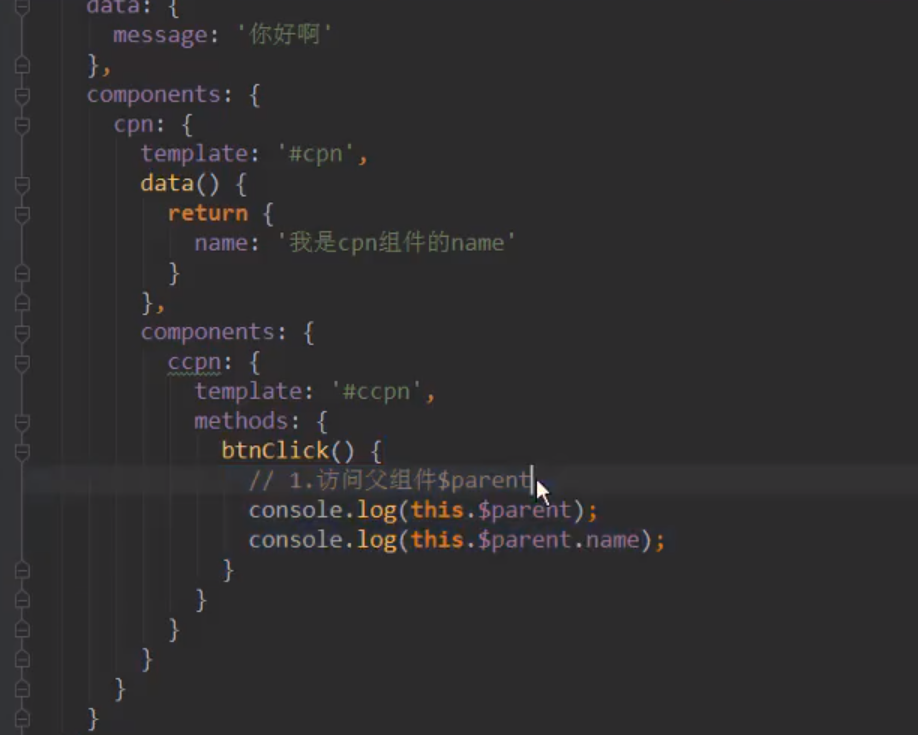 data: {
message: '你好啊'
},
components: {
cpn: {
template: '#cpn',
data() {
return {
name: '我是cpn组件的name'
}
},
components: {
ccpn: {
template: '#ccpn',
methods: {
btnClick() {
// 1.访问父组件$parent
console.log(this.$parent);
console.log(this.$parent.name);
}
}
}
}
}
}